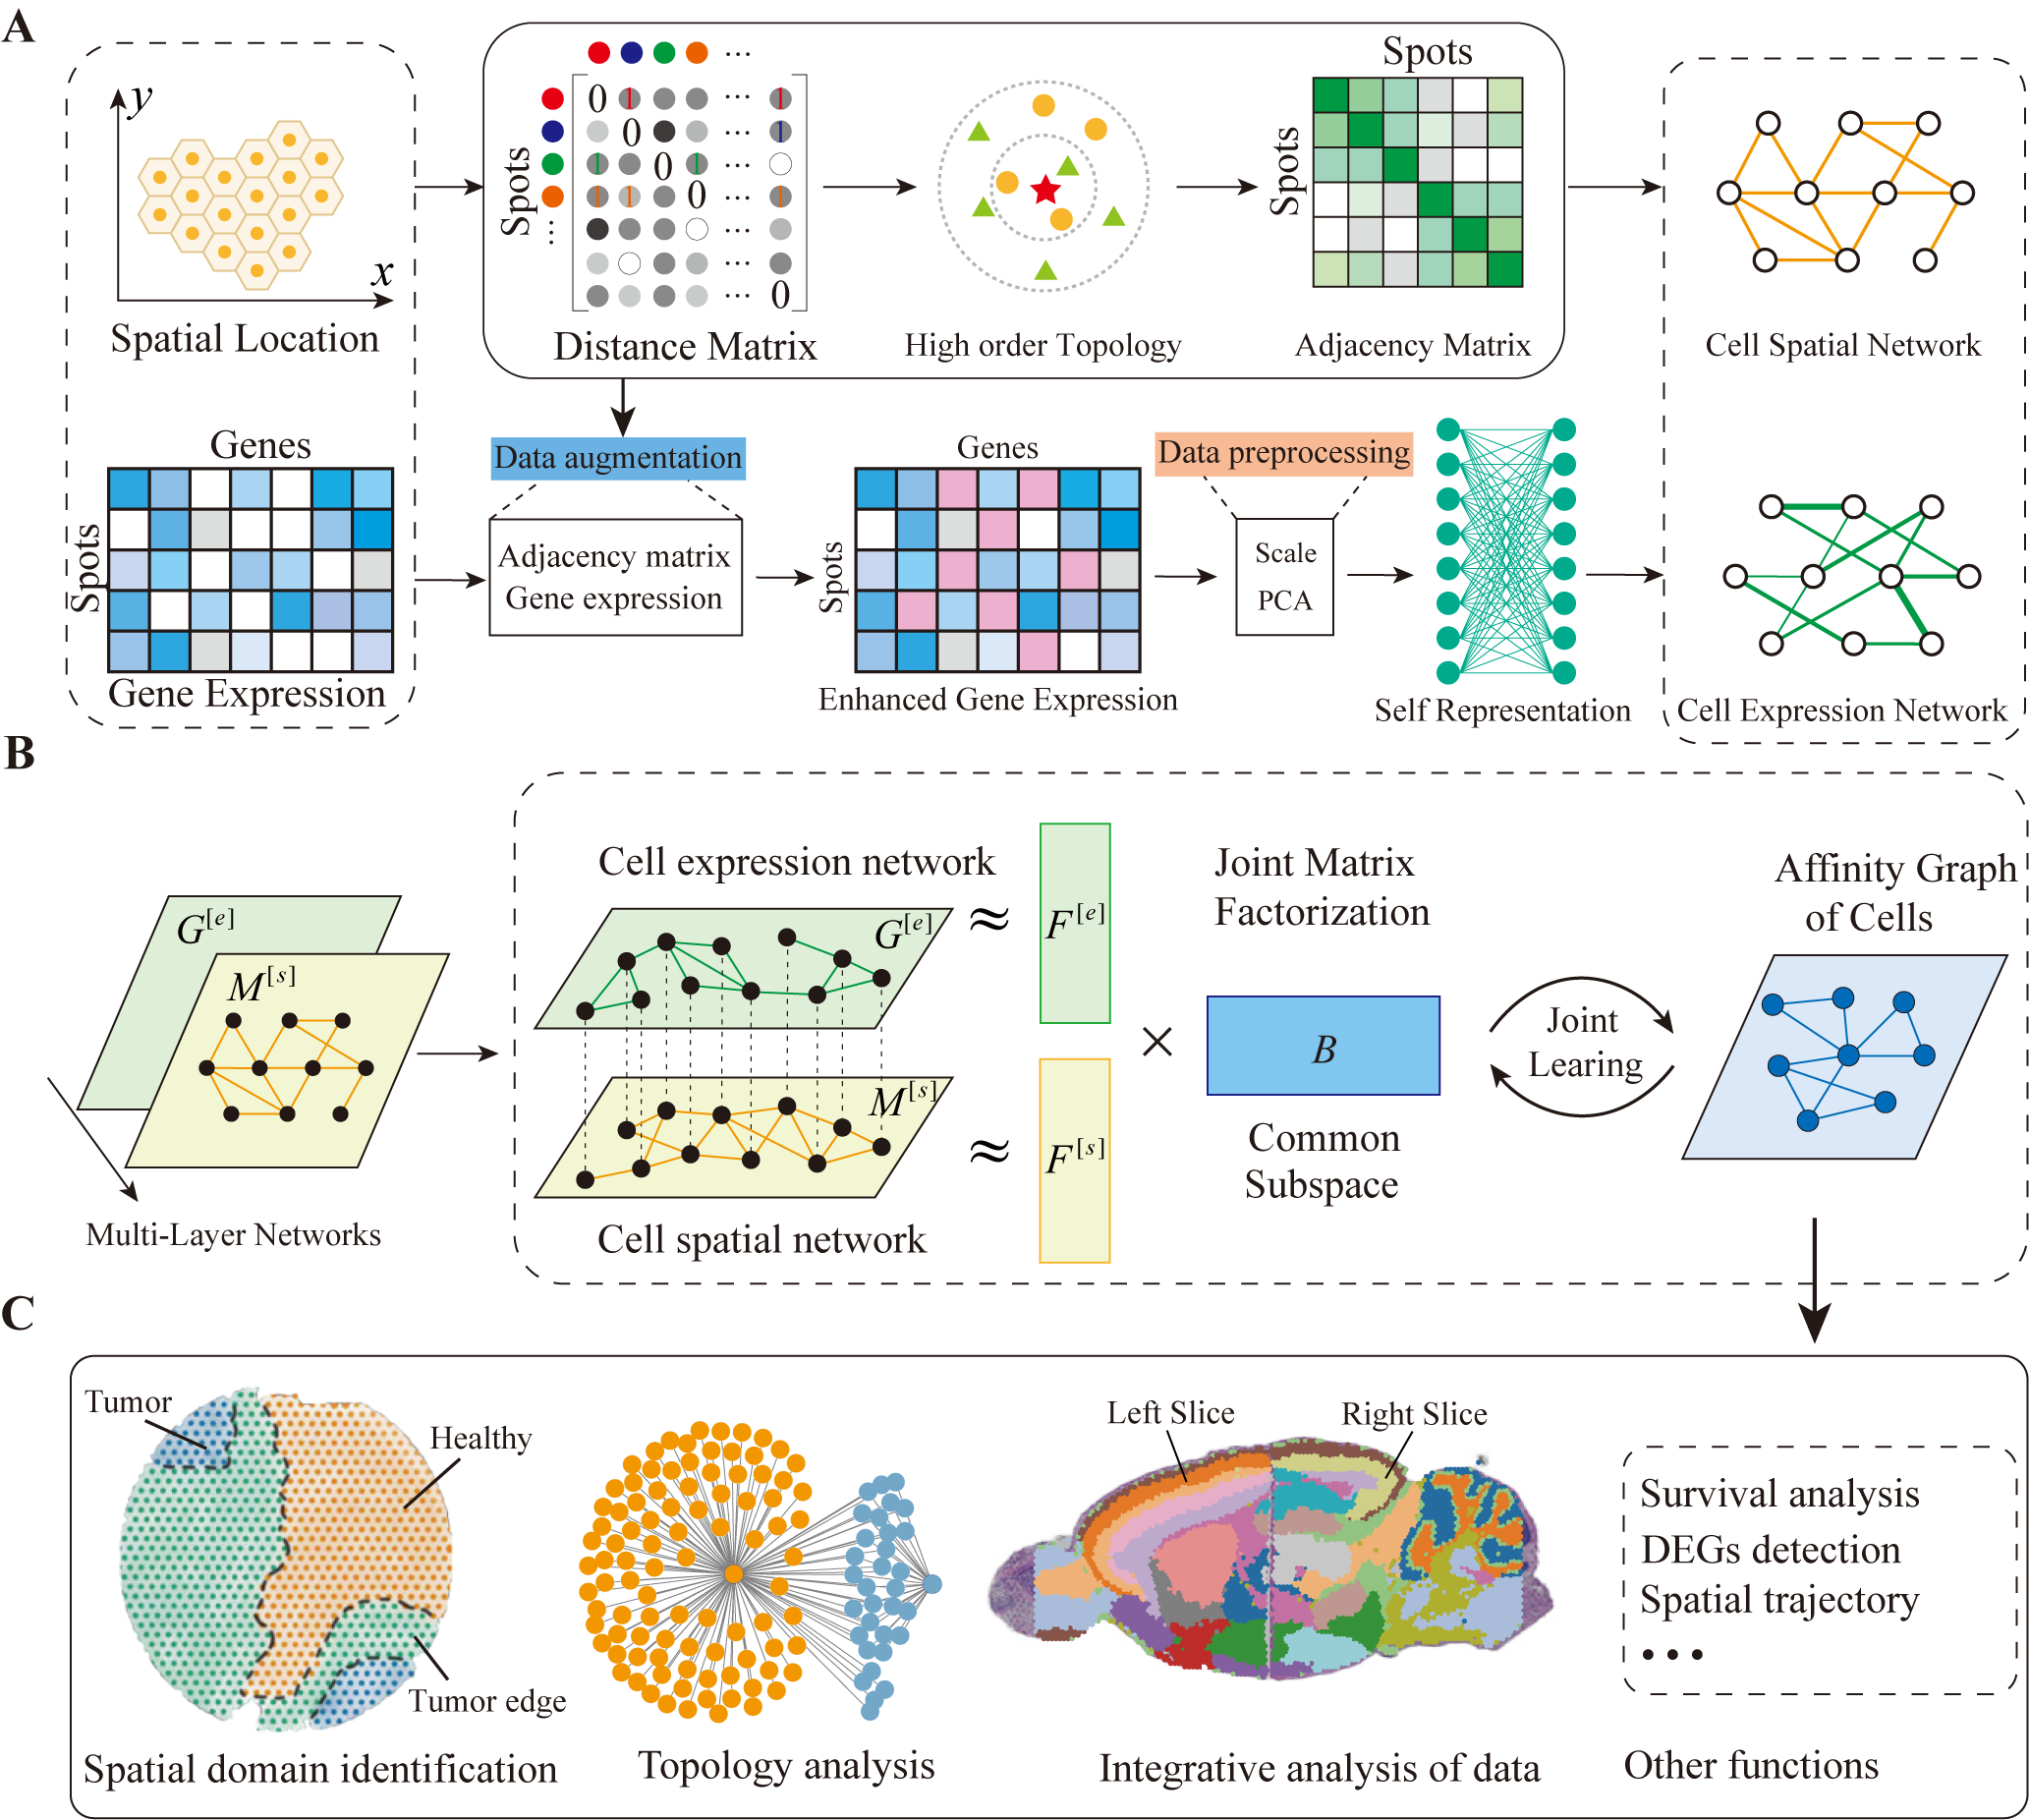 A
y
x
Spatial Location
Spots
0
0
0
0
0
Distance Matrix
High order Topology
Spots
Spots
Adjacency Matrix
Cell Spatial Network
Genes
Spots
Gene Expression
Data augmentation
Adjacency matrix
Gene expression
Genes
Spots
Enhanced Gene Expression
Data preprocessing
Scale
PCA
Self Representation
Cell Expression Network
B
G[e]
M[s]
Multi-Layer Networks
Cell expression network
G[e]
≈
F[e]
M[s]
≈
F[s]
Cell spatial network
×
Joint Matrix
Factorization
B
Common
Subspace
Joint
Learing
Affinity Graph
of Cells
C
Tumor
Healthy
Tumor edge
Spatial domain identification
Topology analysis
Left Slice
Right Slice
Integrative analysis of data
Survival analysis
DEGs detection
Spatial trajectory
...
Other functions